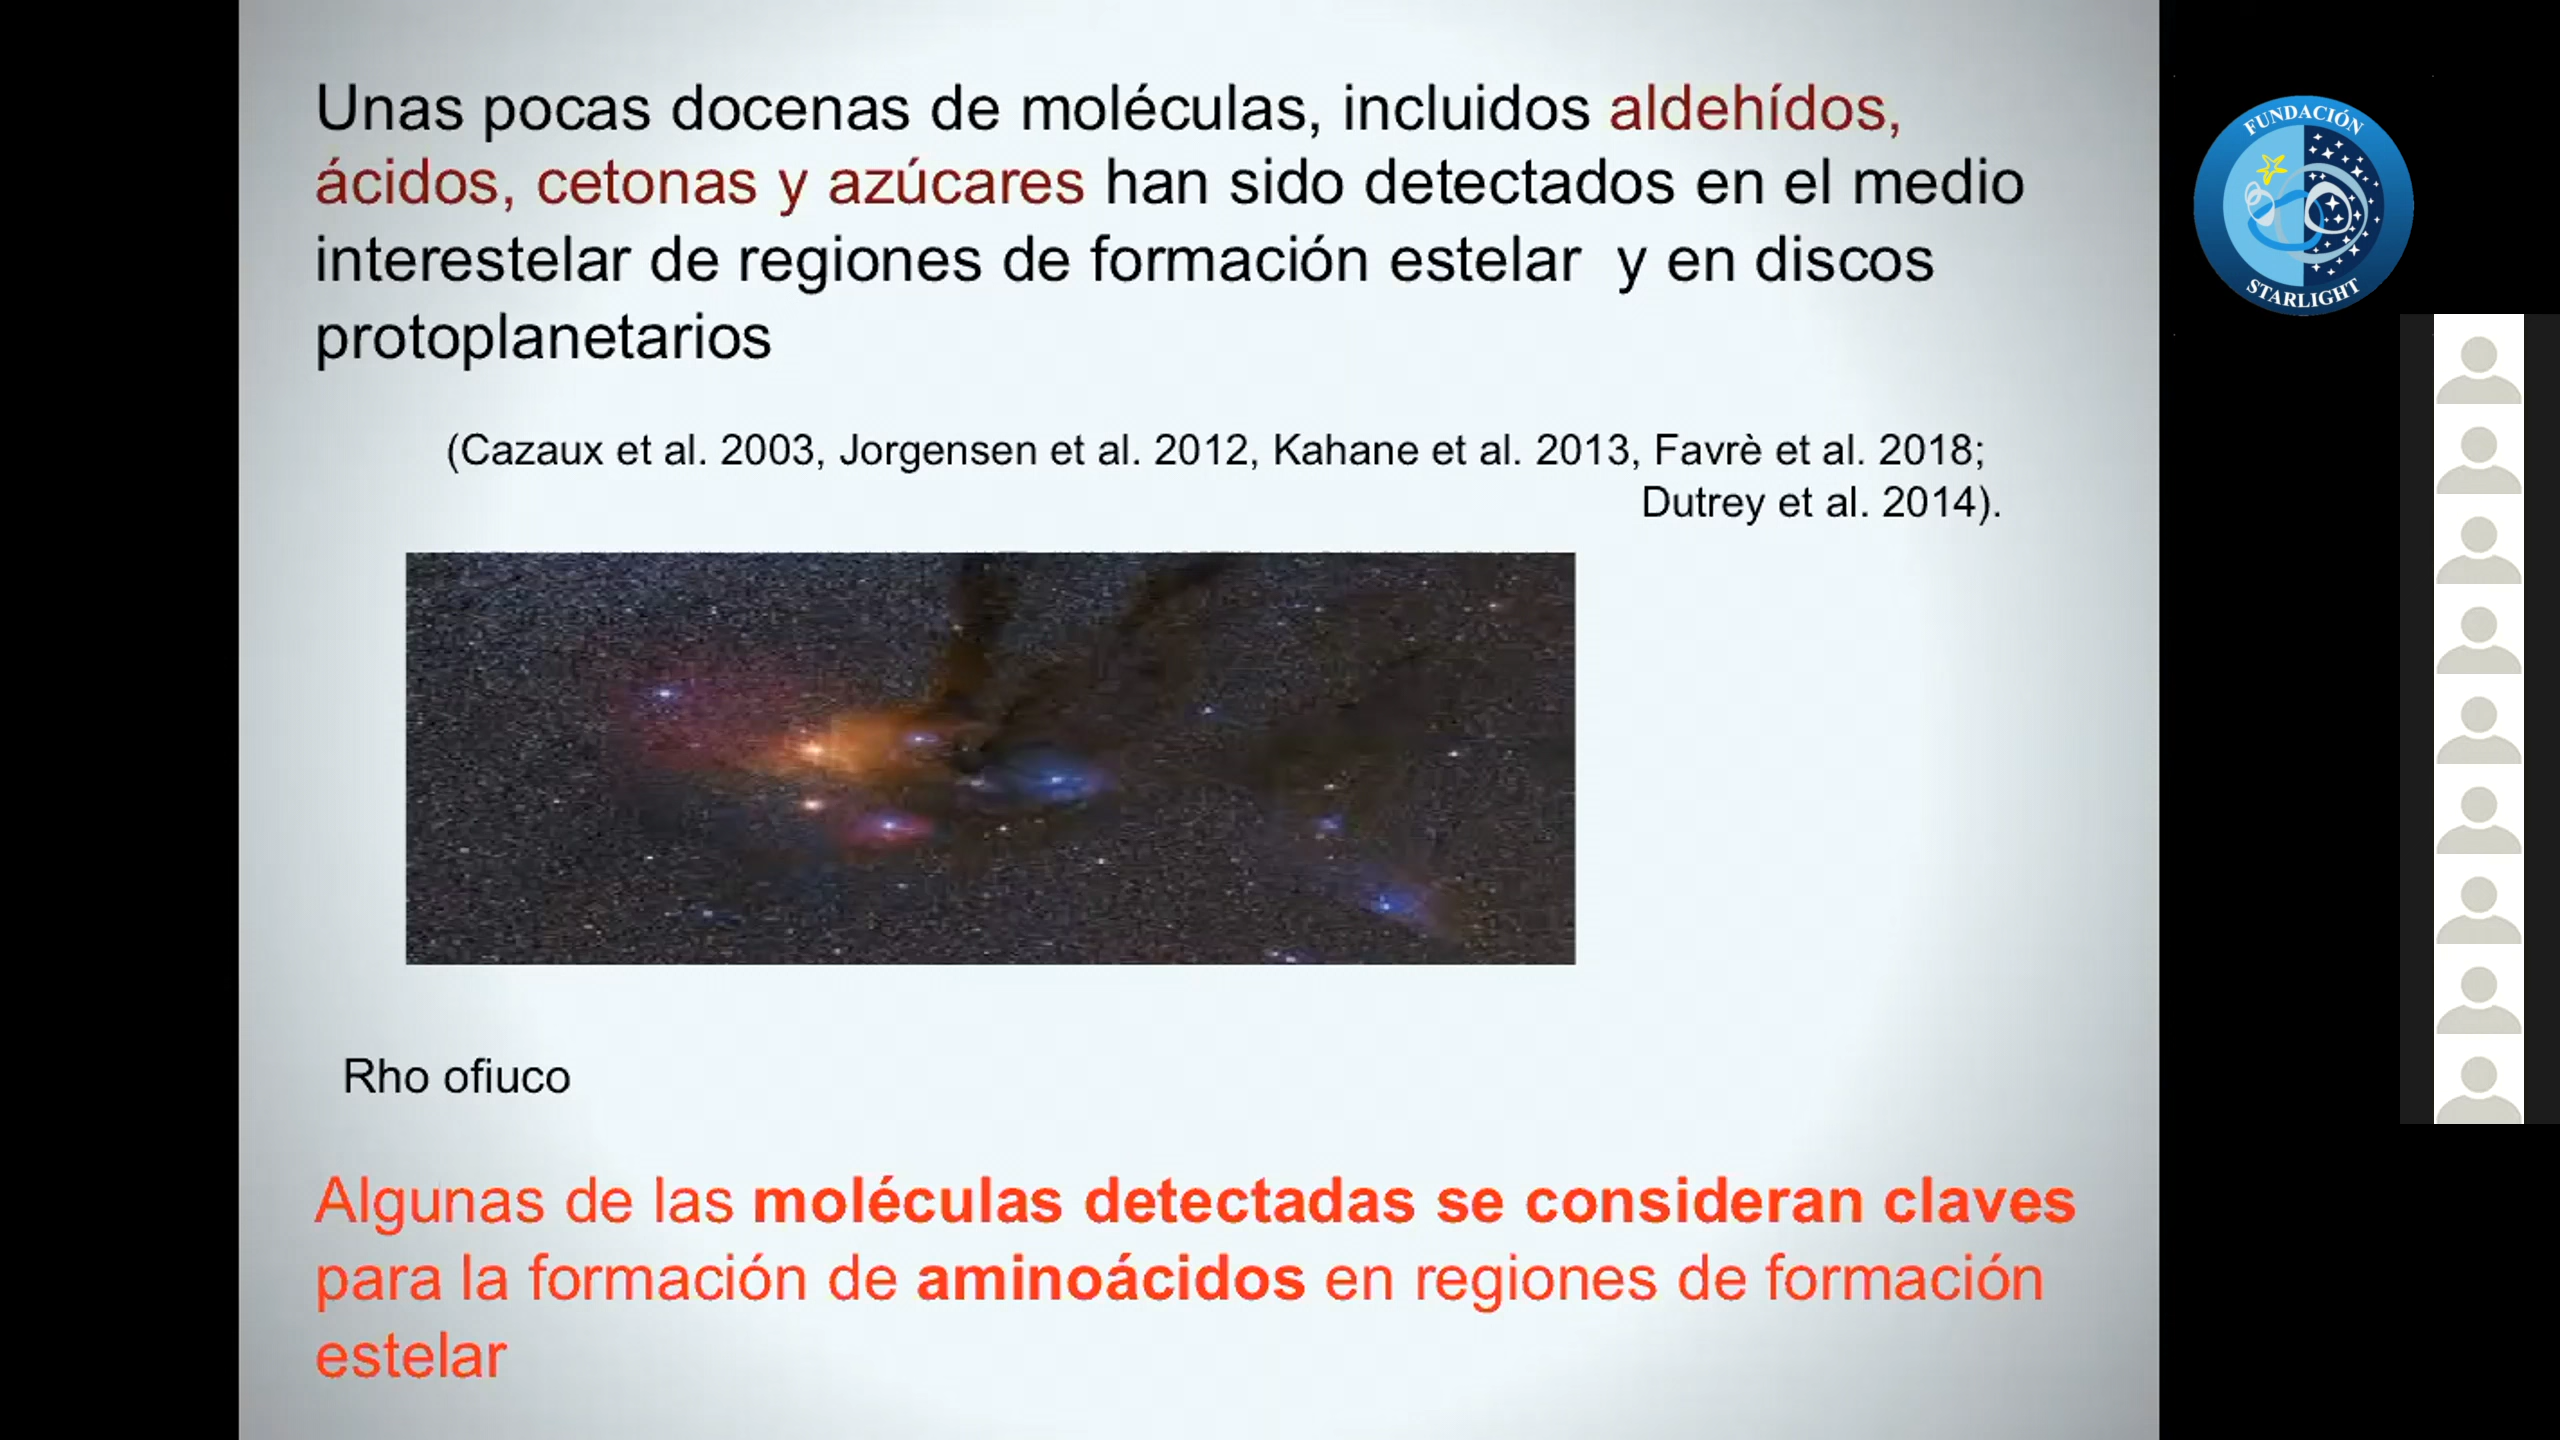 Unas pocas docenas de moléculas, incluidos aldehídos,
ácidos, cetonas y azúcares han sido detectados en el medio
interestelar de regiones de formación estelar y en discos
protoplanetarios
(Cazaux et al. 2003, Jorgensen et al. 2012, Kahane et al. 2013, Favrè et al. 2018;
Dutrey et al. 2014).
Rho ofiuco
Algunas de las moléculas detectadas se consideran claves
para la formación de aminoácidos en regiones de formación
estelar
FUNDACIÓN
STARLIGHT